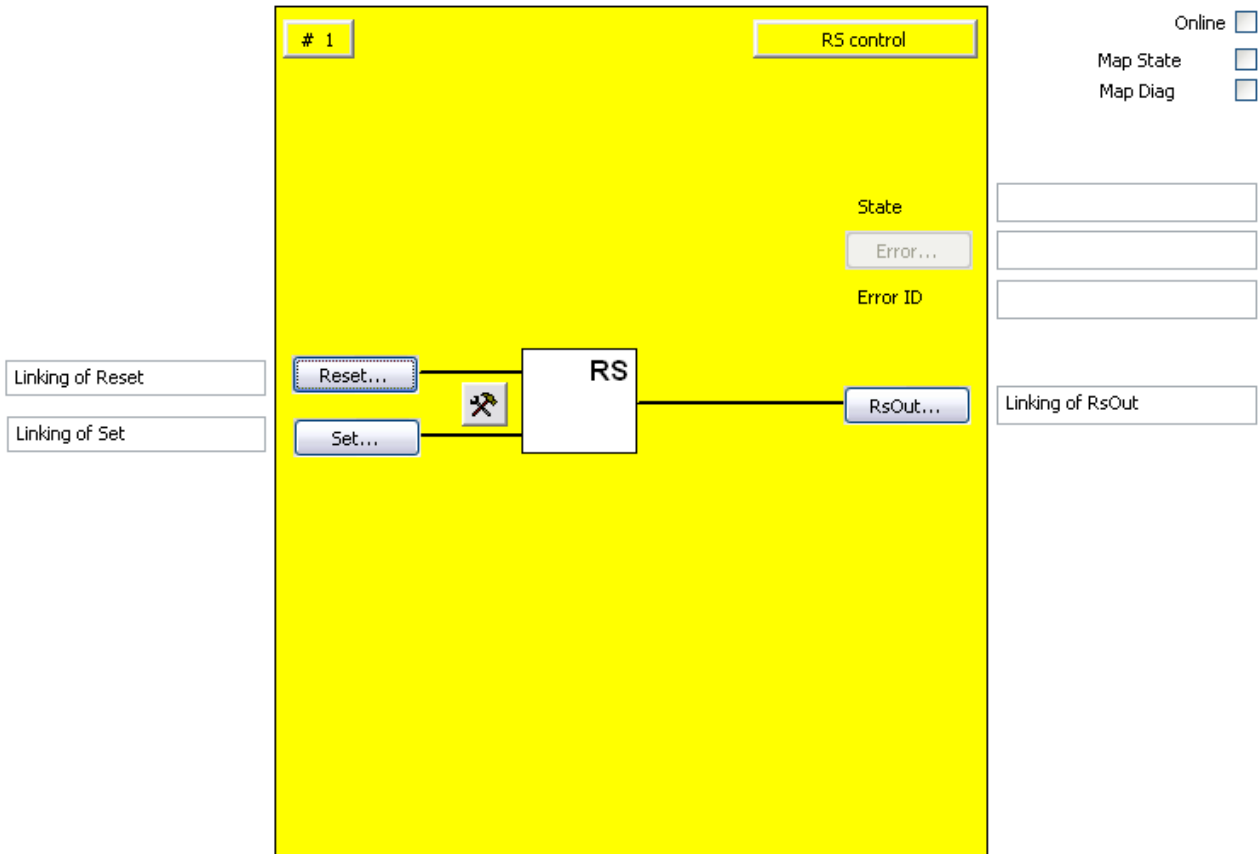 # 1
RS control
Online
Map State
Map Diag
State
Error...
Error ID
Linking of Reset
Reset...
RS
RsOut...
Linking of RsOut
Linking of Set
Set...